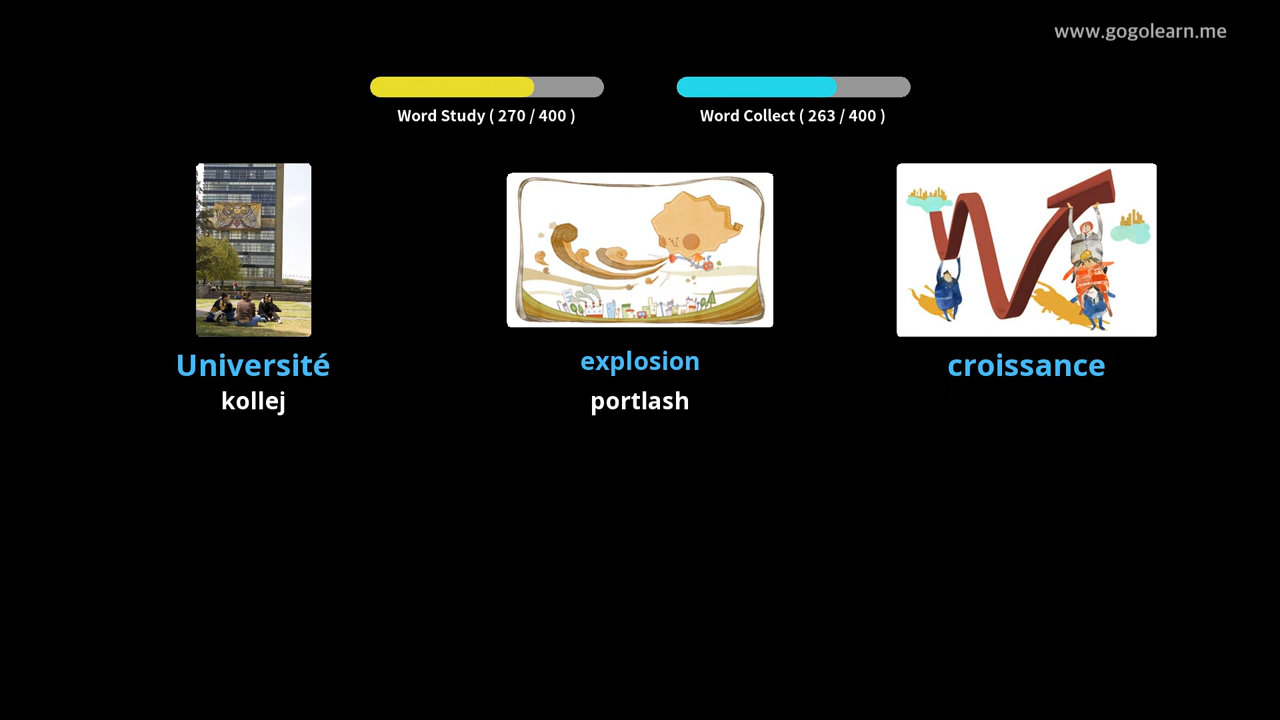 www.gogolearn.me
Word Study ( 270 / 400 )
Word Collect ( 263 / 400 )
Université
kollej
explosion
portlash
croissance